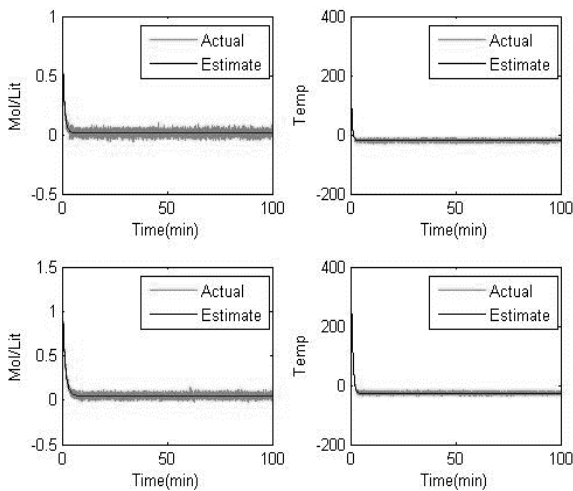 1
0.5
0
-0.5
Mol/Lit
0
50
100
Time(min)
Actual
Estimate
400
200
0
-200
Temp
0
50
100
Time(min)
Actual
Estimate
1.5
1
0.5
0
-0.5
Mol/Lit
0
50
100
Time(min)
Actual
Estimate
400
200
0
-200
Temp
0
50
100
Time(min)
Actual
Estimate